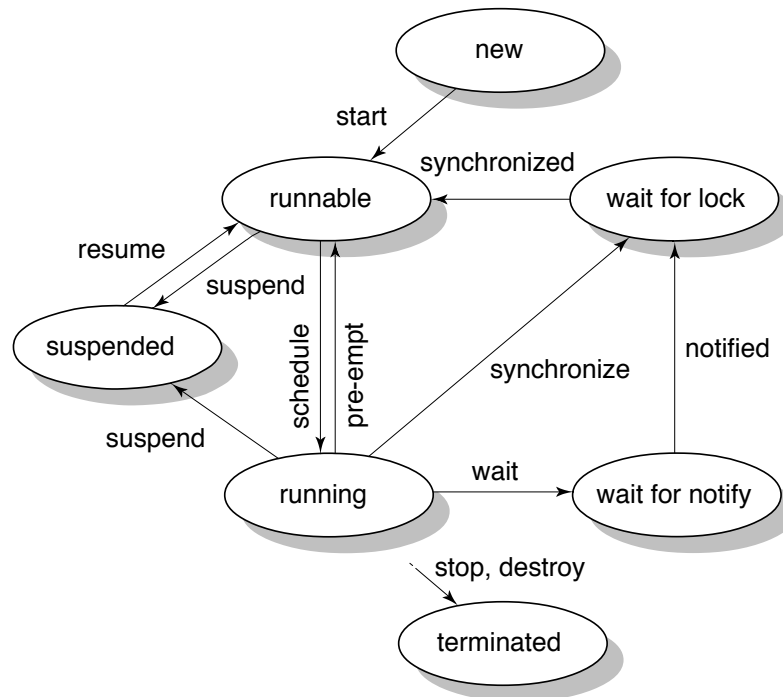 new
start
synchronized
runnable
wait for lock
resume
suspend
suspended
schedule
pre-empt
notified
synchronize
suspend
wait
running
wait for notify
stop, destroy
terminated